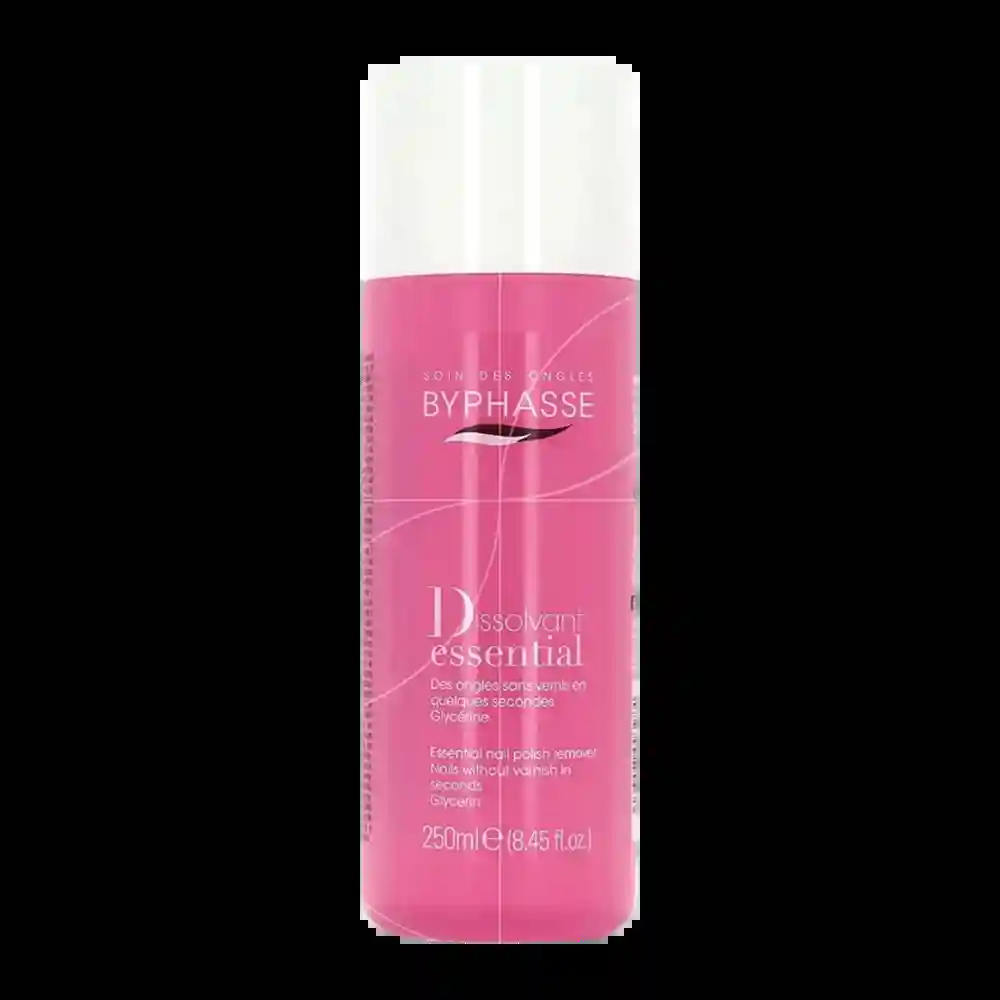 SOIN DES ONGLES
BYPHASSE
Dissolvant
essential
Des ongles sans vernis en
quelques secondes
Glycérine
Essential nail polish remover
Nails without varnish in
seconds
Glycerin
250ml e (8.45 fl.oz.)